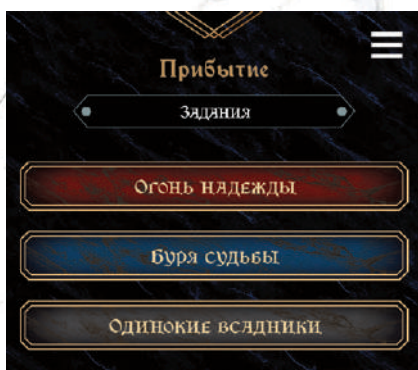 Прибытие
Задания
Огонь надежды
Буря судьбы
Одинокие всадники